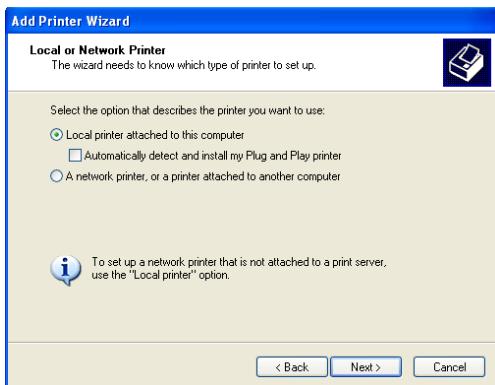 Add Printer Wizard
Local or Network Printer
The wizard needs to know which type of printer to set up.
Select the option that describes the printer you want to use:
Local printer attached to this computer
Automatically detect and install my Plug and Play printer
A network printer, or a printer attached to another computer
To set up a network printer that is not attached to a print server,
use the "Local printer" option.
< Back Next > Cancel